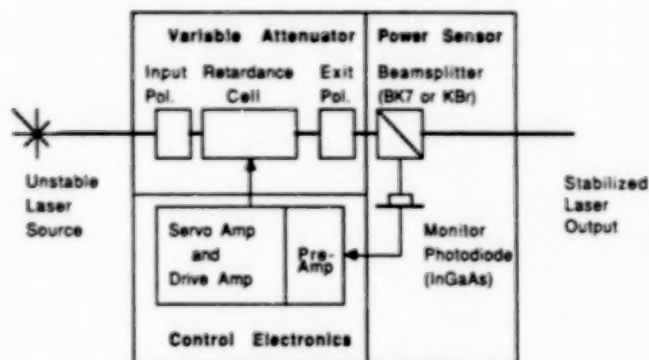 Variable Attenuator
Power Sensor
Input Pol.
Retardance Cell
Exit Pol.
Beamsplitter
(BK7 or KBr)
Unstable
Laser
Source
Stabilized
Laser
Output
Servo Amp
and
Drive Amp
Pre-
Amp
Monitor
Photodiode
(InGaAs)
Control Electronics